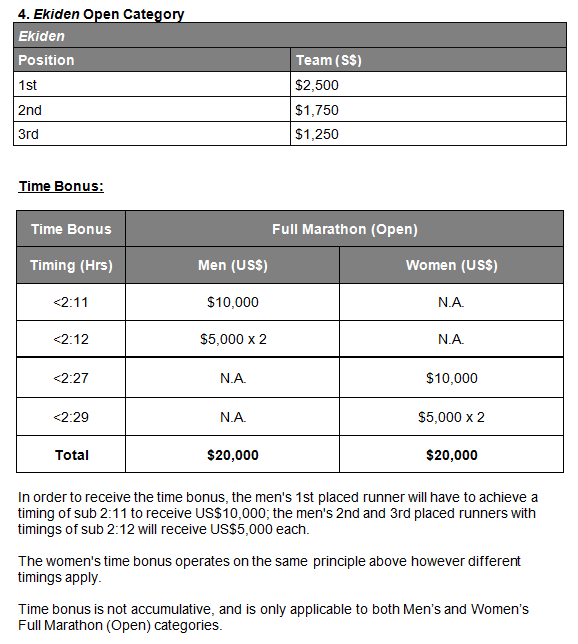 4. Ekiden Open Category
Ekiden
Position Team (S$)
1st $2,500
2nd $1,750
3rd $1,250
Time Bonus:
Time Bonus Full Marathon (Open)
Timing (Hrs) Men (US$) Women (US$)
<2:11 $10,000 N.A.
<2:12 $5,000 x 2 N.A.
<2:27 N.A. $10,000
<2:29 N.A. $5,000 x 2
Total $20,000 $20,000
In order to receive the time bonus, the men's 1st placed runner will have to achieve a
timing of sub 2:11 to receive US$10,000; the men's 2nd and 3rd placed runners with
timings of sub 2:12 will receive US$5,000 each.
The women's time bonus operates on the same principle above however different
timings apply.
Time bonus is not accumulative, and is only applicable to both Men's and Women's
Full Marathon (Open) categories.